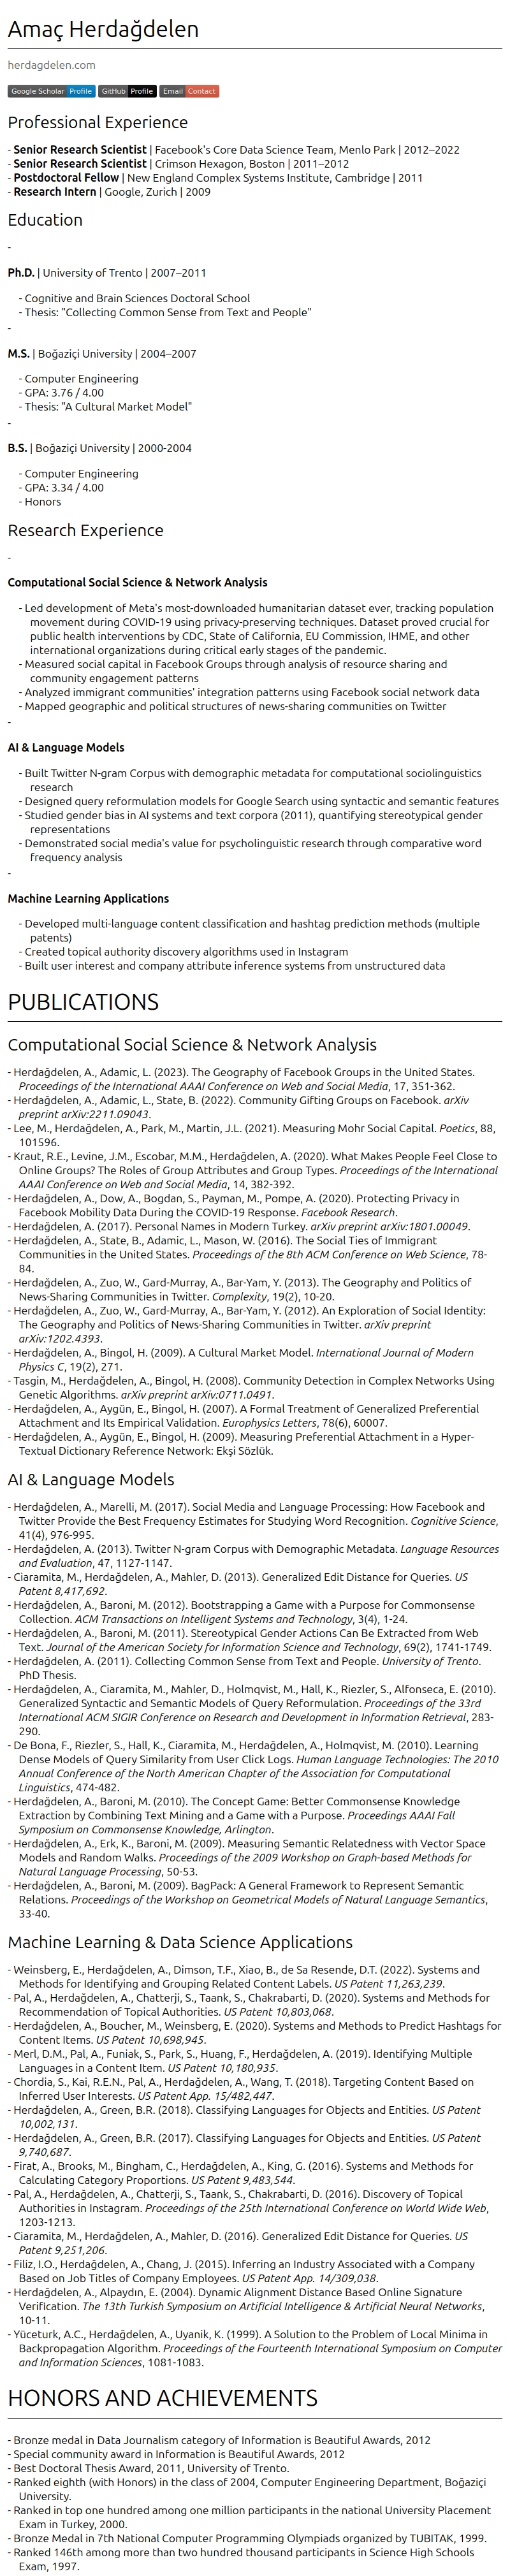 Amaç Herdağdelen
herdagdelen.com
Google Scholar Profile GitHub Profile Email Contact
Professional Experience
- Senior Research Scientist | Facebook's Core Data Science Team, Menlo Park | 2012–2022
- Senior Research Scientist | Crimson Hexagon, Boston | 2011–2012
- Postdoctoral Fellow | New England Complex Systems Institute, Cambridge | 2011
- Research Intern | Google, Zurich | 2009
Education
-
Ph.D. | University of Trento | 2007–2011
- Cognitive and Brain Sciences Doctoral School
- Thesis: "Collecting Common Sense from Text and People"
-
M.S. | Boğaziçi University | 2004–2007
- Computer Engineering
- GPA: 3.76 / 4.00
- Thesis: "A Cultural Market Model"
-
B.S. | Boğaziçi University | 2000-2004
- Computer Engineering
- GPA: 3.34 / 4.00
- Honors
Research Experience
-
Computational Social Science & Network Analysis
- Led development of Meta's most-downloaded humanitarian dataset ever, tracking population
movement during COVID-19 using privacy-preserving techniques. Dataset proved crucial for
public health interventions by CDC, State of California, EU Commission, IHME, and other
international organizations during critical early stages of the pandemic.
- Measured social capital in Facebook Groups through analysis of resource sharing and
community engagement patterns
- Analyzed immigrant communities' integration patterns using Facebook social network data
- Mapped geographic and political structures of news-sharing communities on Twitter
-
AI & Language Models
- Built Twitter N-gram Corpus with demographic metadata for computational sociolinguistics
research
- Designed query reformulation models for Google Search using syntactic and semantic features
- Studied gender bias in AI systems and text corpora (2011), quantifying stereotypical gender
representations
- Demonstrated social media's value for psycholinguistic research through comparative word
frequency analysis
-
Machine Learning Applications
- Developed multi-language content classification and hashtag prediction methods (multiple
patents)
- Created topical authority discovery algorithms used in Instagram
- Built user interest and company attribute inference systems from unstructured data
PUBLICATIONS
Computational Social Science & Network Analysis
- Herdağdelen, A., Adamic, L. (2023). The Geography of Facebook Groups in the United States.
Proceedings of the International AAAI Conference on Web and Social Media, 17, 351-362.
- Herdağdelen, A., Adamic, L., State, B. (2022). Community Gifting Groups on Facebook. arXiv
preprint arXiv:2211.09043.
- Lee, M., Herdağdelen, A., Park, M., Martin, J.L. (2021). Measuring Mohr Social Capital. Poetics, 88,
101596.
- Kraut, R.E., Levine, J.M., Escobar, M.M., Herdağdelen, A. (2020). What Makes People Feel Close to
Online Groups? The Roles of Group Attributes and Group Types. Proceedings of the International
AAAI Conference on Web and Social Media, 14, 382-392.
- Herdağdelen, A., Dow, A., Bogdan, S., Payman, M., Pompe, A. (2020). Protecting Privacy in
Facebook Mobility Data During the COVID-19 Response. Facebook Research.
- Herdağdelen, A. (2017). Personal Names in Modern Turkey. arXiv preprint arXiv:1801.00049.
- Herdağdelen, A., State, B., Adamic, L., Mason, W. (2016). The Social Ties of Immigrant
Communities in the United States. Proceedings of the 8th ACM Conference on Web Science, 78-
84.
- Herdağdelen, A., Zuo, W., Gard-Murray, A., Bar-Yam, Y. (2013). The Geography and Politics of
News-Sharing Communities in Twitter. Complexity, 19(2), 10-20.
- Herdağdelen, A., Zuo, W., Gard-Murray, A., Bar-Yam, Y. (2012). An Exploration of Social Identity:
The Geography and Politics of News-Sharing Communities in Twitter. arXiv preprint
arXiv:1202.4393.
- Herdağdelen, A., Bingol, H. (2009). A Cultural Market Model. International Journal of Modern
Physics C, 19(2), 271.
- Tasgin, M., Herdağdelen, A., Bingol, H. (2008). Community Detection in Complex Networks Using
Genetic Algorithms. arXiv preprint arXiv:0711.0491.
- Herdağdelen, A., Aygün, E., Bingol, H. (2007). A Formal Treatment of Generalized Preferential
Attachment and Its Empirical Validation. Europhysics Letters, 78(6), 60007.
- Herdağdelen, A., Aygün, E., Bingol, H. (2009). Measuring Preferential Attachment in a Hyper-
Textual Dictionary Reference Network: Ekşi Sözlük.
AI & Language Models
- Herdağdelen, A., Marelli, M. (2017). Social Media and Language Processing: How Facebook and
Twitter Provide the Best Frequency Estimates for Studying Word Recognition. Cognitive Science,
41(4), 976-995.
- Herdağdelen, A. (2013). Twitter N-gram Corpus with Demographic Metadata. Language Resources
and Evaluation, 47, 1127-1147.
- Ciaramita, M., Herdağdelen, A., Mahler, D. (2013). Generalized Edit Distance for Queries. US
Patent 8,417,692.
- Herdağdelen, A., Baroni, M. (2012). Bootstrapping a Game with a Purpose for Commonsense
Collection. ACM Transactions on Intelligent Systems and Technology, 3(4), 1-24.
- Herdağdelen, A., Baroni, M. (2011). Stereotypical Gender Actions Can Be Extracted from Web
Text. Journal of the American Society for Information Science and Technology, 69(2), 1741-1749.
- Herdağdelen, A. (2011). Collecting Common Sense from Text and People. University of Trento.
PhD Thesis.
- Herdağdelen, A., Ciaramita, M., Mahler, D., Holmqvist, M., Hall, K., Riezler, S., Alfonseca, E. (2010).
Generalized Syntactic and Semantic Models of Query Reformulation. Proceedings of the 33rd
International ACM SIGIR Conference on Research and Development in Information Retrieval, 283-
290.
- De Bona, F., Riezler, S., Hall, K., Ciaramita, M., Herdağdelen, A., Holmqvist, M. (2010). Learning
Dense Models of Query Similarity from User Click Logs. Human Language Technologies: The 2010
Annual Conference of the North American Chapter of the Association for Computational
Linguistics, 474-482.
- Herdağdelen, A., Baroni, M. (2010). The Concept Game: Better Commonsense Knowledge
Extraction by Combining Text Mining and a Game with a Purpose. Proceedings AAAI Fall
Symposium on Commonsense Knowledge, Arlington.
- Herdağdelen, A., Erk, K., Baroni, M. (2009). Measuring Semantic Relatedness with Vector Space
Models and Random Walks. Proceedings of the 2009 Workshop on Graph-based Methods for
Natural Language Processing, 50-53.
- Herdağdelen, A., Baroni, M. (2009). BagPack: A General Framework to Represent Semantic
Relations. Proceedings of the Workshop on Geometrical Models of Natural Language Semantics,
33-40.
Machine Learning & Data Science Applications
- Weinsberg, E., Herdağdelen, A., Dimson, T.F., Xiao, B., de Sa Resende, D.T. (2022). Systems and
Methods for Identifying and Grouping Related Content Labels. US Patent 11,263,239.
- Pal, A., Herdağdelen, A., Chatterji, S., Taank, S., Chakrabarti, D. (2020). Systems and Methods for
Recommendation of Topical Authorities. US Patent 10,803,068.
- Herdağdelen, A., Boucher, M., Weinsberg, E. (2020). Systems and Methods to Predict Hashtags for
Content Items. US Patent 10,698,945.
- Merl, D.M., Pal, A., Funiak, S., Park, S., Huang, F., Herdağdelen, A. (2019). Identifying Multiple
Languages in a Content Item. US Patent 10,180,935.
- Chordia, S., Kai, R.E.N., Pal, A., Herdağdelen, A., Wang, T. (2018). Targeting Content Based on
Inferred User Interests. US Patent App. 15/482,447.
- Herdağdelen, A., Green, B.R. (2018). Classifying Languages for Objects and Entities. US Patent
10,002,131.
- Herdağdelen, A., Green, B.R. (2017). Classifying Languages for Objects and Entities. US Patent
9,740,687.
- Firat, A., Brooks, M., Bingham, C., Herdağdelen, A., King, G. (2016). Systems and Methods for
Calculating Category Proportions. US Patent 9,483,544.
- Pal, A., Herdağdelen, A., Chatterji, S., Taank, S., Chakrabarti, D. (2016). Discovery of Topical
Authorities in Instagram. Proceedings of the 25th International Conference on World Wide Web,
1203-1213.
- Ciaramita, M., Herdağdelen, A., Mahler, D. (2016). Generalized Edit Distance for Queries. US
Patent 9,251,206.
- Filiz, I.O., Herdağdelen, A., Chang, J. (2015). Inferring an Industry Associated with a Company
Based on Job Titles of Company Employees. US Patent App. 14/309,038.
- Herdağdelen, A., Alpaydın, E. (2004). Dynamic Alignment Distance Based Online Signature
Verification. The 13th Turkish Symposium on Artificial Intelligence & Artificial Neural Networks,
10-11.
- Yüceturk, A.C., Herdağdelen, A., Uyanik, K. (1999). A Solution to the Problem of Local Minima in
Backpropagation Algorithm. Proceedings of the Fourteenth International Symposium on Computer
and Information Sciences, 1081-1083.
HONORS AND ACHIEVEMENTS
- Bronze medal in Data Journalism category of Information is Beautiful Awards, 2012
- Special community award in Information is Beautiful Awards, 2012
- Best Doctoral Thesis Award, 2011, University of Trento.
- Ranked eighth (with Honors) in the class of 2004, Computer Engineering Department, Boğaziçi
University.
- Ranked in top one hundred among one million participants in the national University Placement
Exam in Turkey, 2000.
- Bronze Medal in 7th National Computer Programming Olympiads organized by TUBITAK, 1999.
- Ranked 146th among more than two hundred thousand participants in Science High Schools
Exam, 1997.